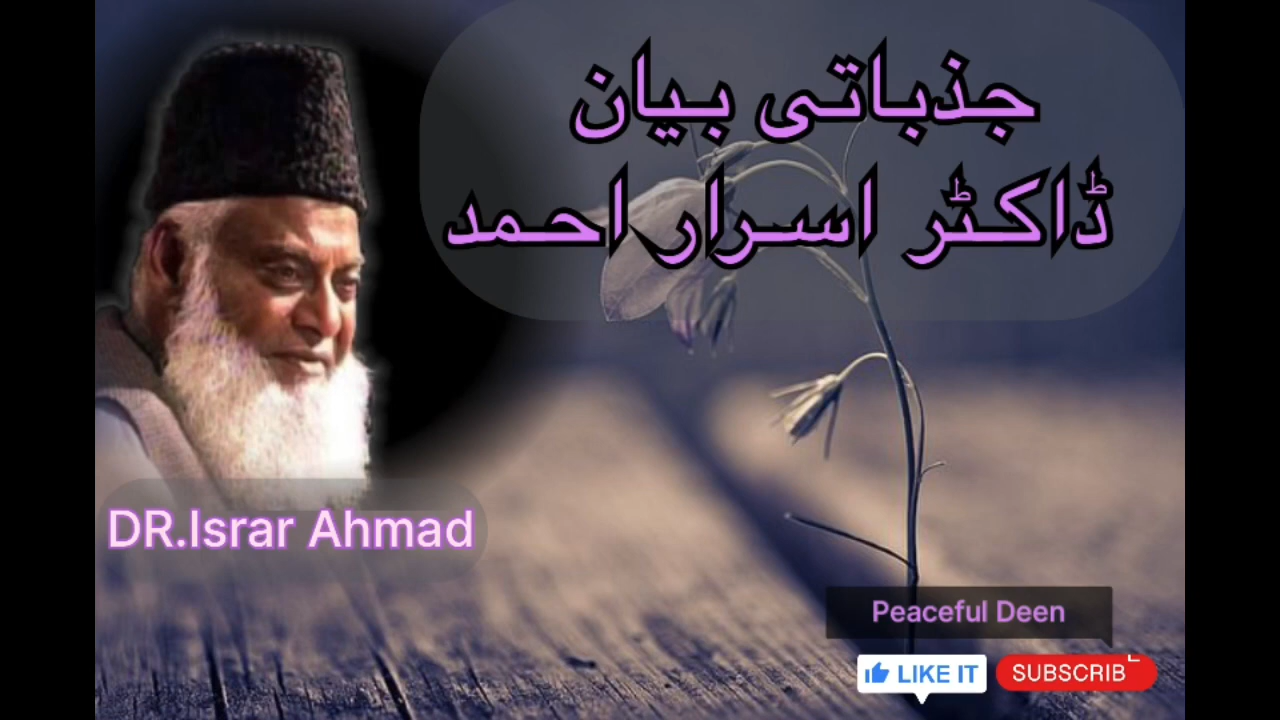 جذباتی بیان
ڈاکٹر اسرار احمد
DR.Israr Ahmad
Peaceful Deen
LIKE IT
SUBSCRIB